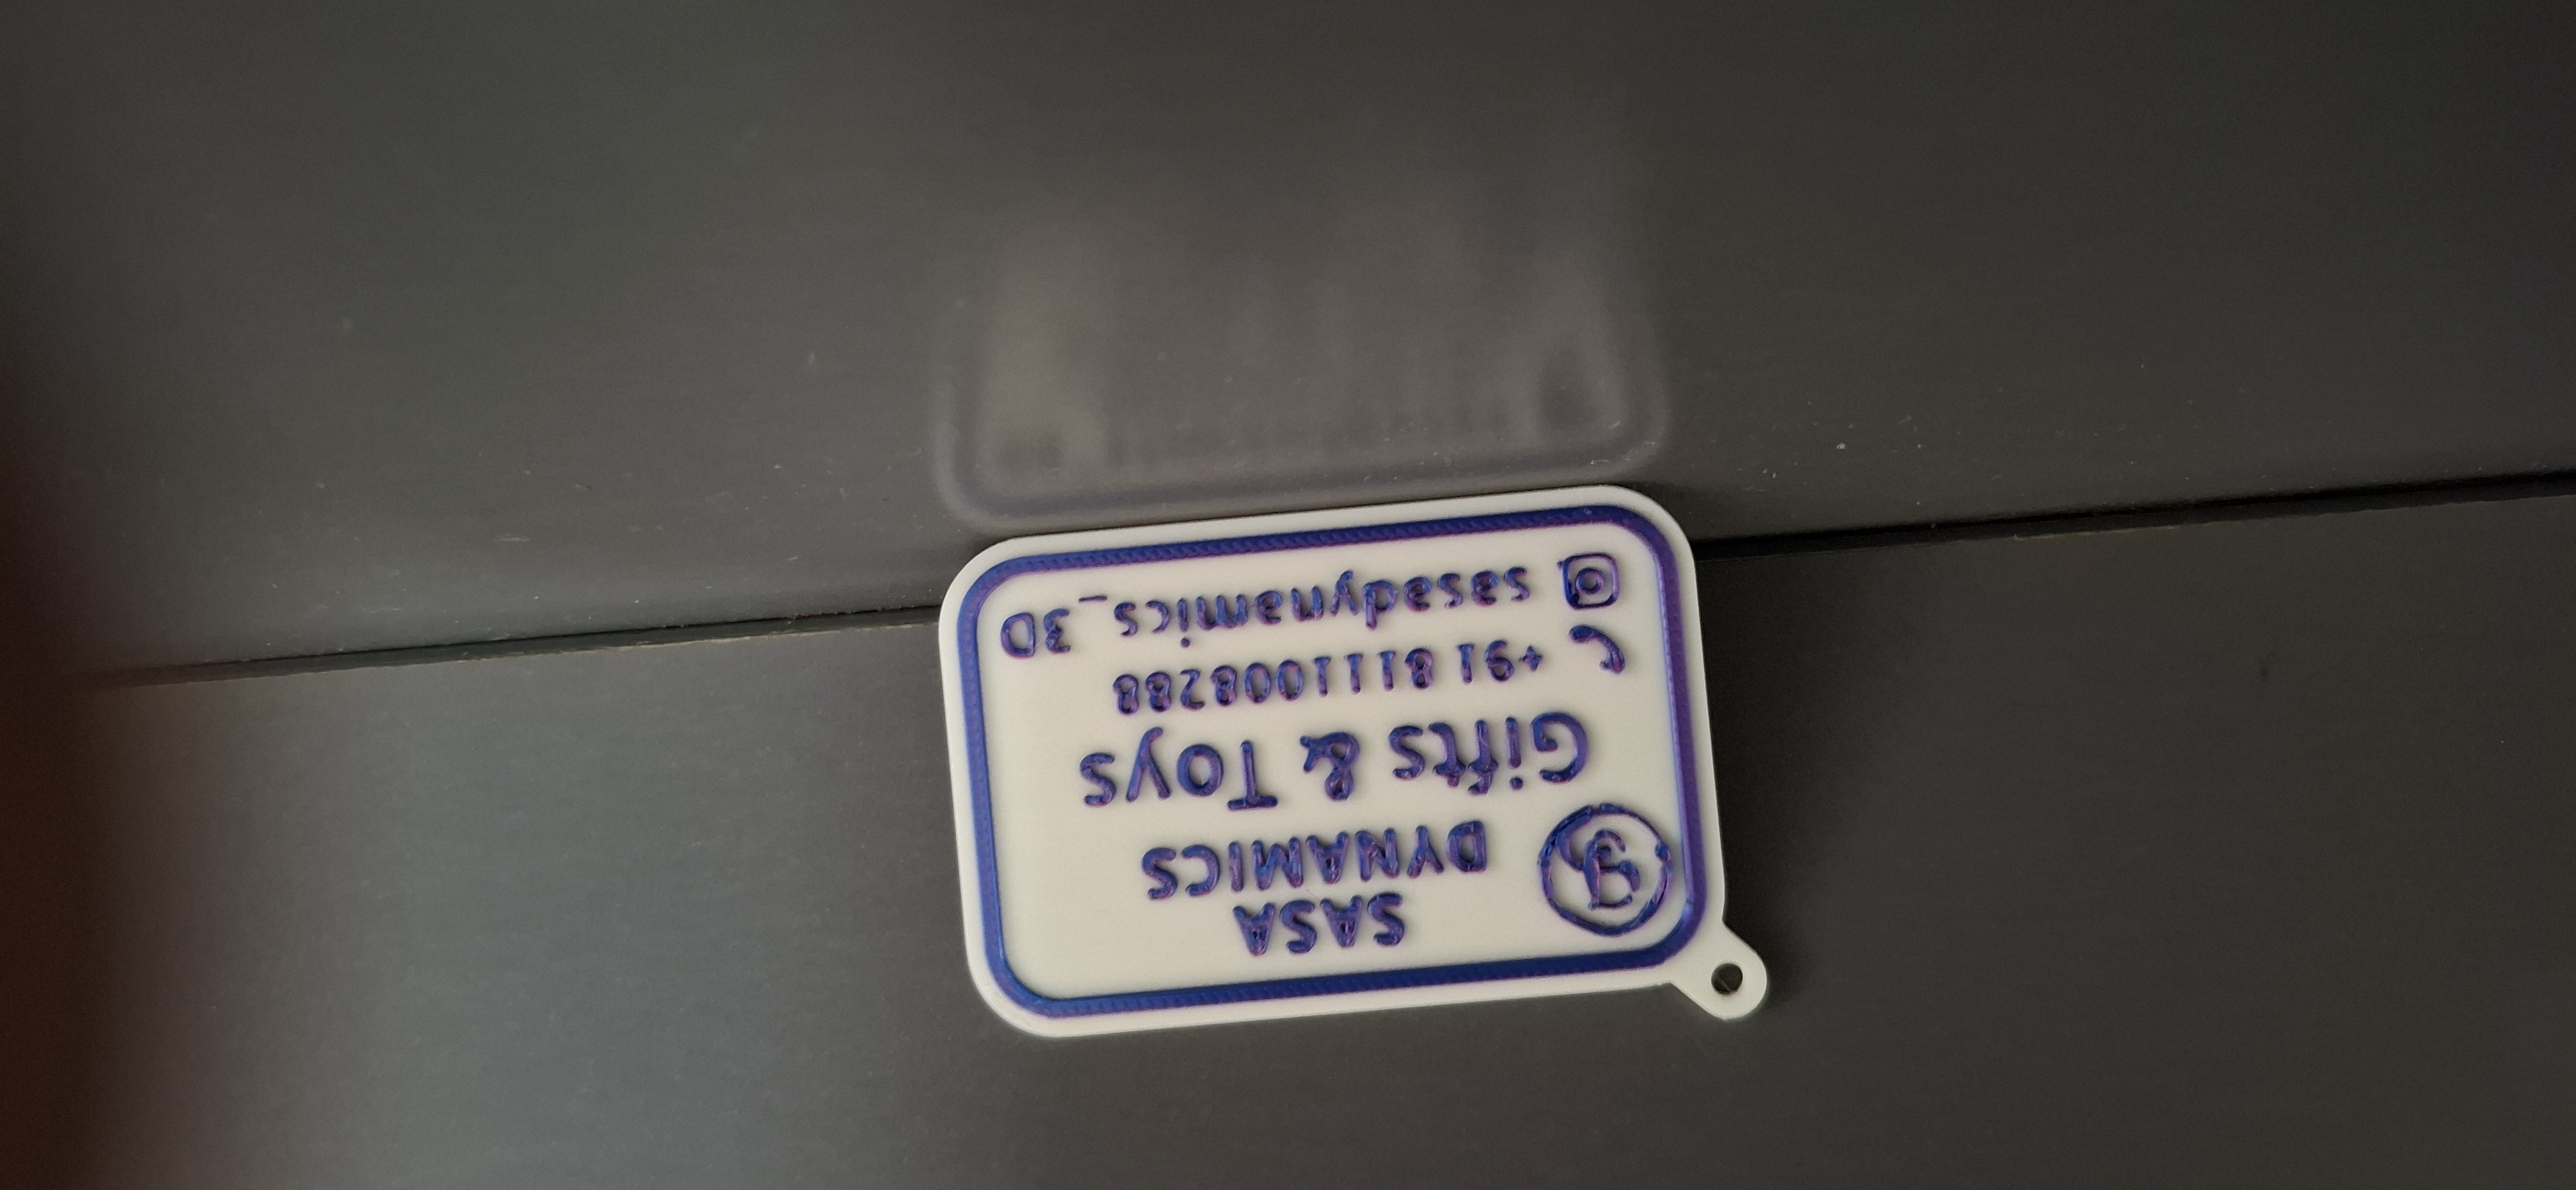 SASA
DYNAMICS
Gifts & Toys
+91 8111008288
sasadynamics_3D